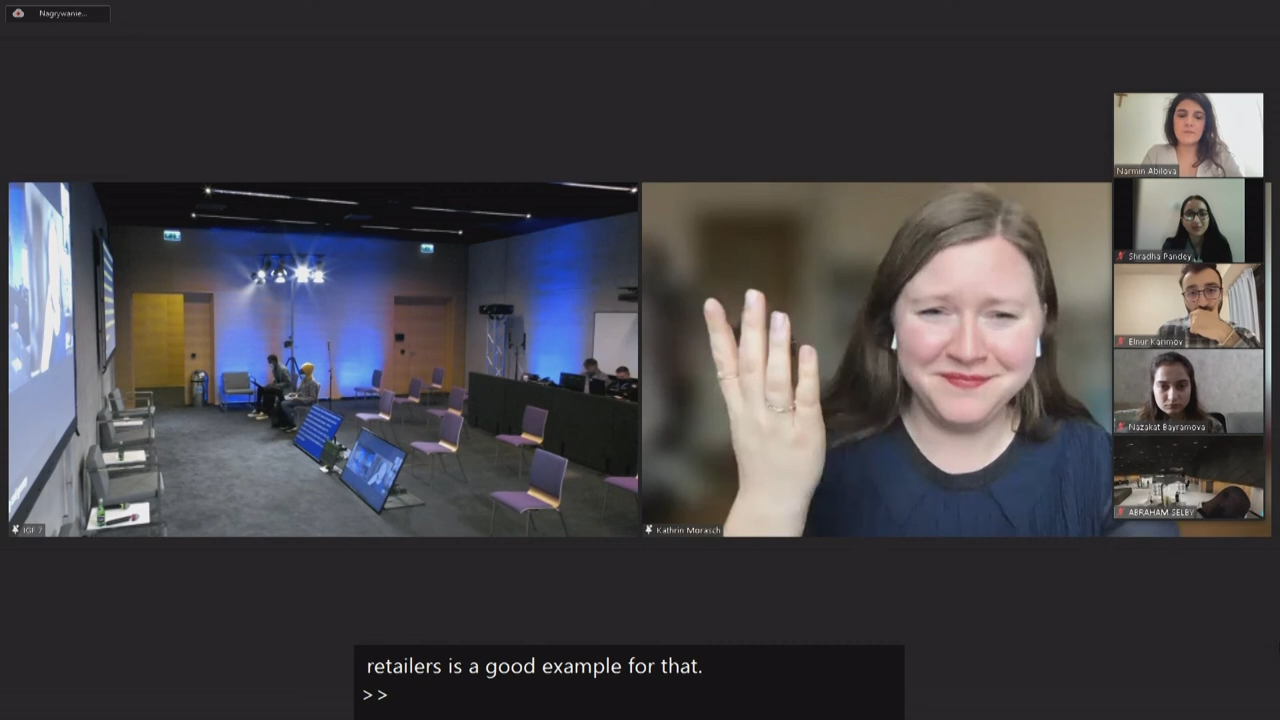 Nagrywanie...
Narmin Abilova
Shradha Pandey
Elnur Karimov
Nazakat Bayramova
ABRAHAM SELBY
IGF 7
Kathrin Morasch
retailers is a good example for that.
>>